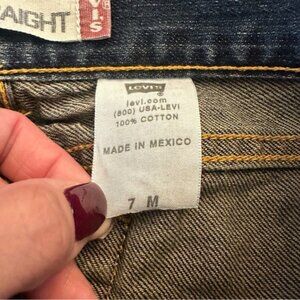 AIGHT
LEVI'S
levi.com
(800) USA-LEVI
100% COTTON
MADE IN MEXICO
7 M